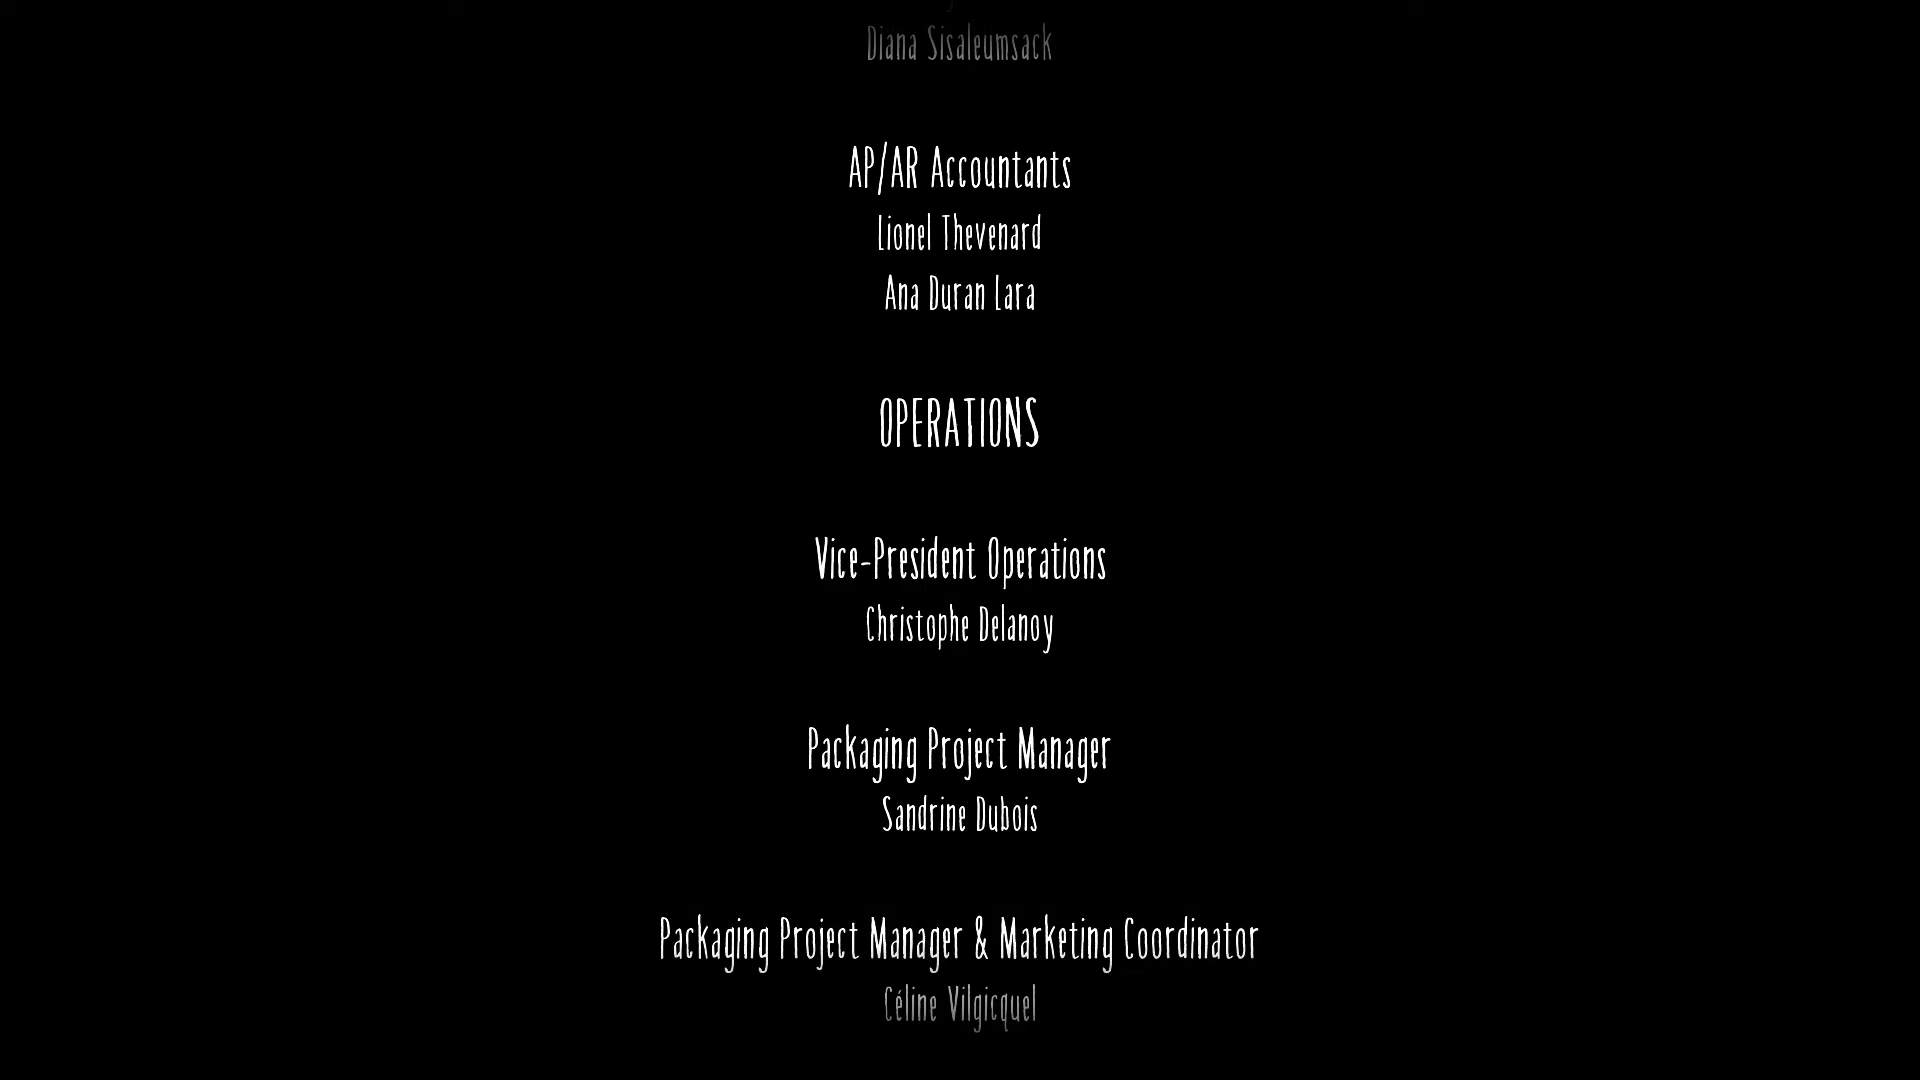 Diana Sisaleumsack
AP/AR Accountants
Lionel Thevenard
Ana Duran Lara
OPERATIONS
Vice-President Operations
Christophe Delanoy
Packaging Project Manager
Sandrine Dubois
Packaging Project Manager & Marketing Coordinator
Céline Vilgicquel